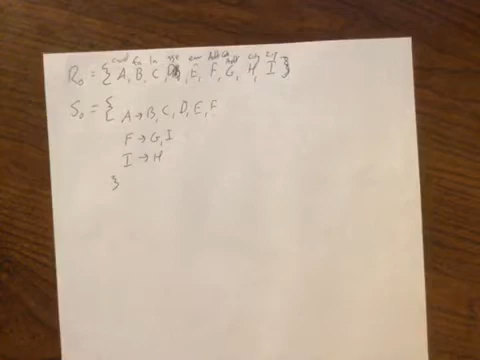 R₀ = { A, B, C, D, E, F, G, H, I }
S₀ = { A → B, C, D, E, F
F → G, I
I → H
}